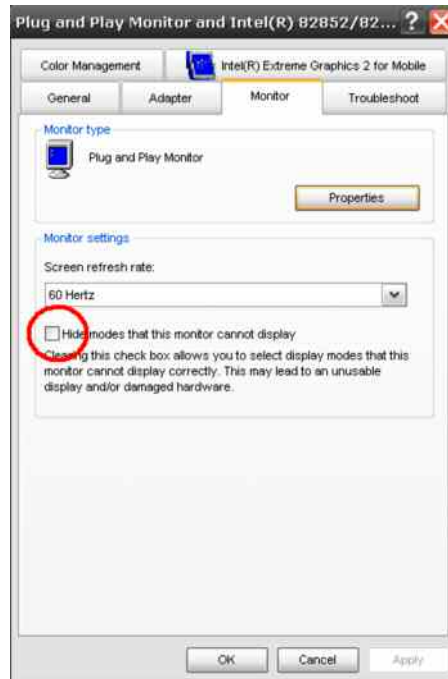 Plug and Play Monitor and Intel(R) 82852/82...
Color Management
Intel(R) Extreme Graphics 2 for Mobile
General
Adapter
Monitor
Troubleshoot
Monitor type
Plug and Play Monitor
Properties
Monitor settings
Screen refresh rate:
60 Hertz
Hide modes that this monitor cannot display
Clearing this check box allows you to select display modes that this
monitor cannot display correctly. This may lead to an unusable
display and/or damaged hardware.
OK
Cancel
Apply